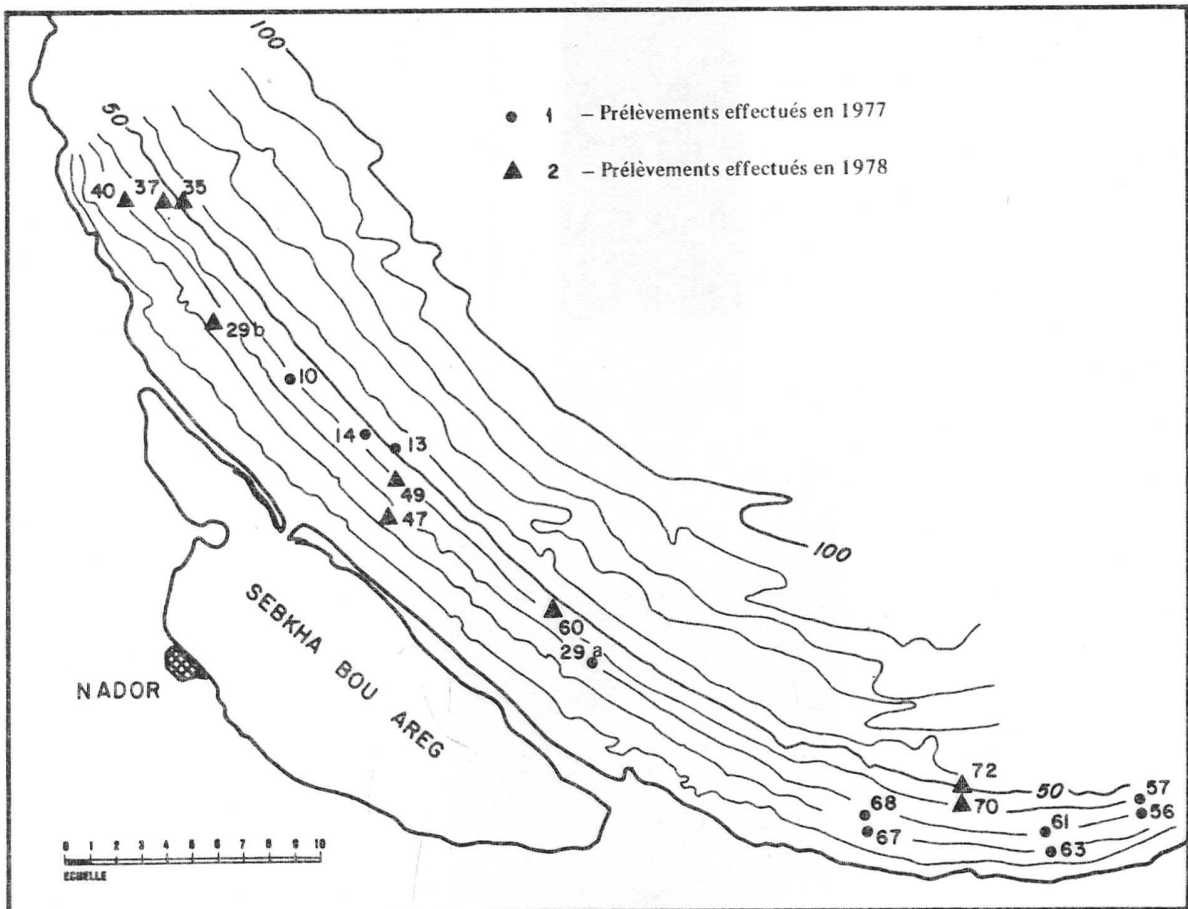 100
50
● 1 – Prélèvements effectués en 1977
▲ 2 – Prélèvements effectués en 1978
40 37 35
29 b
10
14 13
49
47
60
29 a
100
SEBKHA BOU AREG
NADOR
72
50
57
70
56
68
61
67
63
0 1 2 3 4 5 6 7 8 9 10
ECHELLE